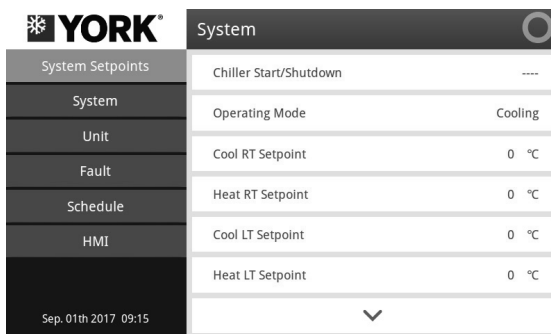 YORK®
System Setpoints
System
Unit
Fault
Schedule
HMI
Sep. 01th 2017 09:15
System
Chiller Start/Shutdown ----
Operating Mode Cooling
Cool RT Setpoint 0 ℃
Heat RT Setpoint 0 ℃
Cool LT Setpoint 0 ℃
Heat LT Setpoint 0 ℃